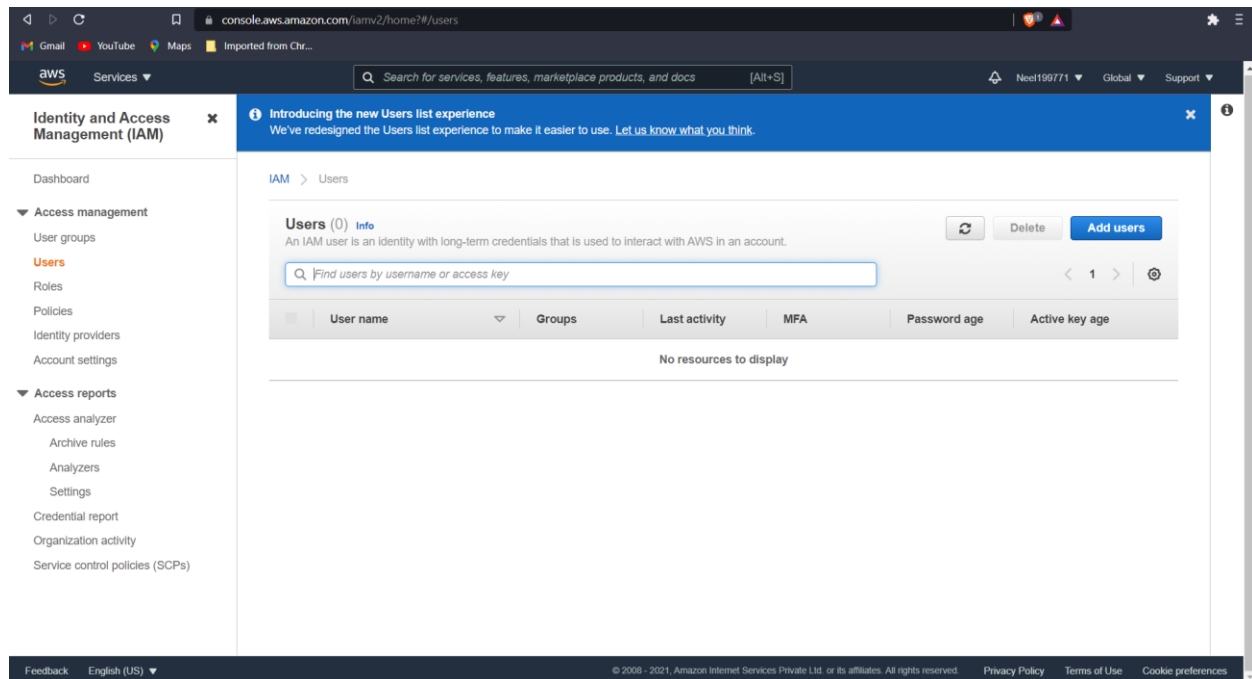 console.aws.amazon.com/iamv2/home?#/users
Gmail YouTube Maps Imported from Chr...
aws Services Search for services, features, marketplace products, and docs [Alt+S] Neel199771 Global Support
Identity and Access
Management (IAM)
Dashboard
Access management
User groups
Users
Roles
Policies
Identity providers
Account settings
Access reports
Access analyzer
Archive rules
Analyzers
Settings
Credential report
Organization activity
Service control policies (SCPs)
Introducing the new Users list experience
We've redesigned the Users list experience to make it easier to use. Let us know what you think.
IAM > Users
Users (0) Info
An IAM user is an identity with long-term credentials that is used to interact with AWS in an account.
Delete Add users
Find users by username or access key
1
User name Groups Last activity MFA Password age Active key age
No resources to display
Feedback English (US) © 2008 - 2021, Amazon Internet Services Private Ltd. or its affiliates. All rights reserved. Privacy Policy Terms of Use Cookie preferences